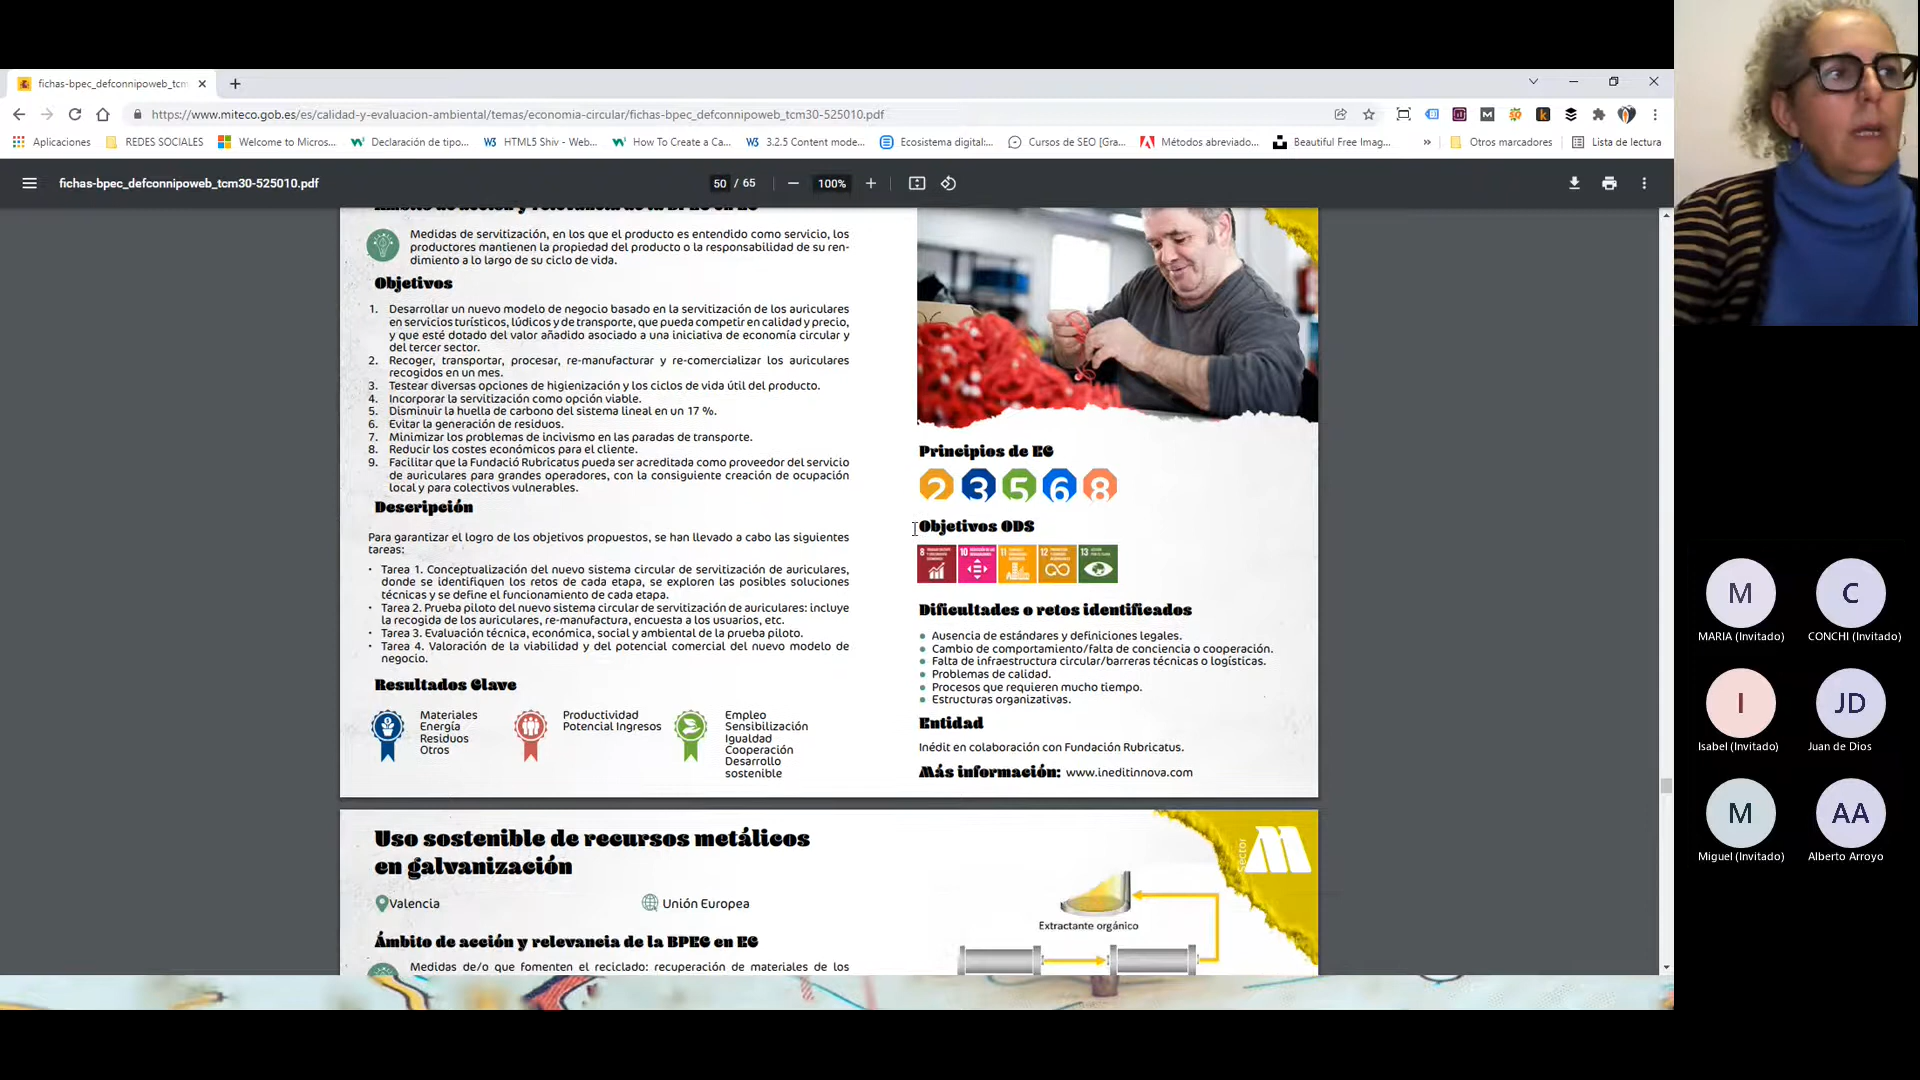 fichas-bpec_defconnipoweb_tcm
https://www.miteco.gob.es/es/calidad-y-evaluacion-ambiental/temas/economia-circular/fichas-bpec_defconnipoweb_tcm30-525010.pdf
Aplicaciones
REDES SOCIALES
Welcome to Micros...
Declaración de tipo...
HTML5 Shiv - Web...
How To Create a Ca...
3.2.5 Content mode...
Ecosistema digital:...
Cursos de SEO [Gra...
Métodos abreviado...
Beautiful Free Imag...
»
Otros marcadores
Lista de lectura
fichas-bpec_defconnipoweb_tcm30-525010.pdf
50 / 65
100%
Medidas de servitización, en los que el producto es entendido como servicio, los
productores mantienen la propiedad del producto o la responsabilidad de su ren-
dimiento a lo largo de su ciclo de vida.
Objetivos
1. Desarrollar un nuevo modelo de negocio basado en la servitización de los auriculares
en servicios turísticos, lúdicos y de transporte, que pueda competir en calidad y precio,
y que esté dotado del valor añadido asociado a una iniciativa de economía circular y
del tercer sector.
2. Recoger, transportar, procesar, re-manufacturar y re-comercializar los auriculares
recogidos en un mes.
3. Testear diversas opciones de higienización y los ciclos de vida útil del producto.
4. Incorporar la servitización como opción viable.
5. Disminuir la huella de carbono del sistema lineal en un 17 %.
6. Evitar la generación de residuos.
7. Minimizar los problemas de incivismo en las paradas de transporte.
8. Reducir los costes económicos para el cliente.
9. Facilitar que la Fundació Rubricatus pueda ser acreditada como proveedor del servicio
de auriculares para grandes operadores, con la consiguiente creación de ocupación
local y para colectivos vulnerables.
Descripción
Para garantizar el logro de los objetivos propuestos, se han llevado a cabo las siguientes
tareas:
· Tarea 1. Conceptualización del nuevo sistema circular de servitización de auriculares,
donde se identifiquen los retos de cada etapa, se exploren las posibles soluciones
técnicas y se define el funcionamiento de cada etapa.
· Tarea 2. Prueba piloto del nuevo sistema circular de servitización de auriculares: incluye
la recogida de los auriculares, re-manufactura, encuesta a los usuarios, etc.
· Tarea 3. Evaluación técnica, económica, social y ambiental de la prueba piloto.
· Tarea 4. Valoración de la viabilidad y del potencial comercial del nuevo modelo de
negocio.
Resultados Clave
Materiales
Energía
Residuos
Otros
Productividad
Potencial Ingresos
Empleo
Sensibilización
Igualdad
Cooperación
Desarrollo
sostenible
Principios de EC
2 3 5 6 8
Objetivos ODS
8 10 11 12 13
Dificultades o retos identificados
• Ausencia de estándares y definiciones legales.
• Cambio de comportamiento/falta de conciencia o cooperación.
• Falta de infraestructura circular/barreras técnicas o logísticas.
• Problemas de calidad.
• Procesos que requieren mucho tiempo.
• Estructuras organizativas.
Entidad
Inèdit en colaboración con Fundación Rubricatus.
Más información: www.ineditinnova.com
Uso sostenible de recursos metálicos
en galvanización
Valencia
Unión Europea
Ámbito de acción y relevancia de la BPEC en EC
Medidas de/o que fomenten el reciclado: recuperación de materiales de los
Sector
M
Extractante orgánico
M
MARIA (Invitado)
C
CONCHI (Invitado)
I
Isabel (Invitado)
JD
Juan de Dios
M
Miguel (Invitado)
AA
Alberto Arroyo